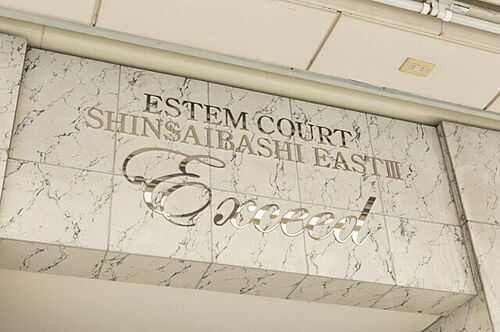 ESTEM COURT
SHINSAIBASHI EAST III
Exceed